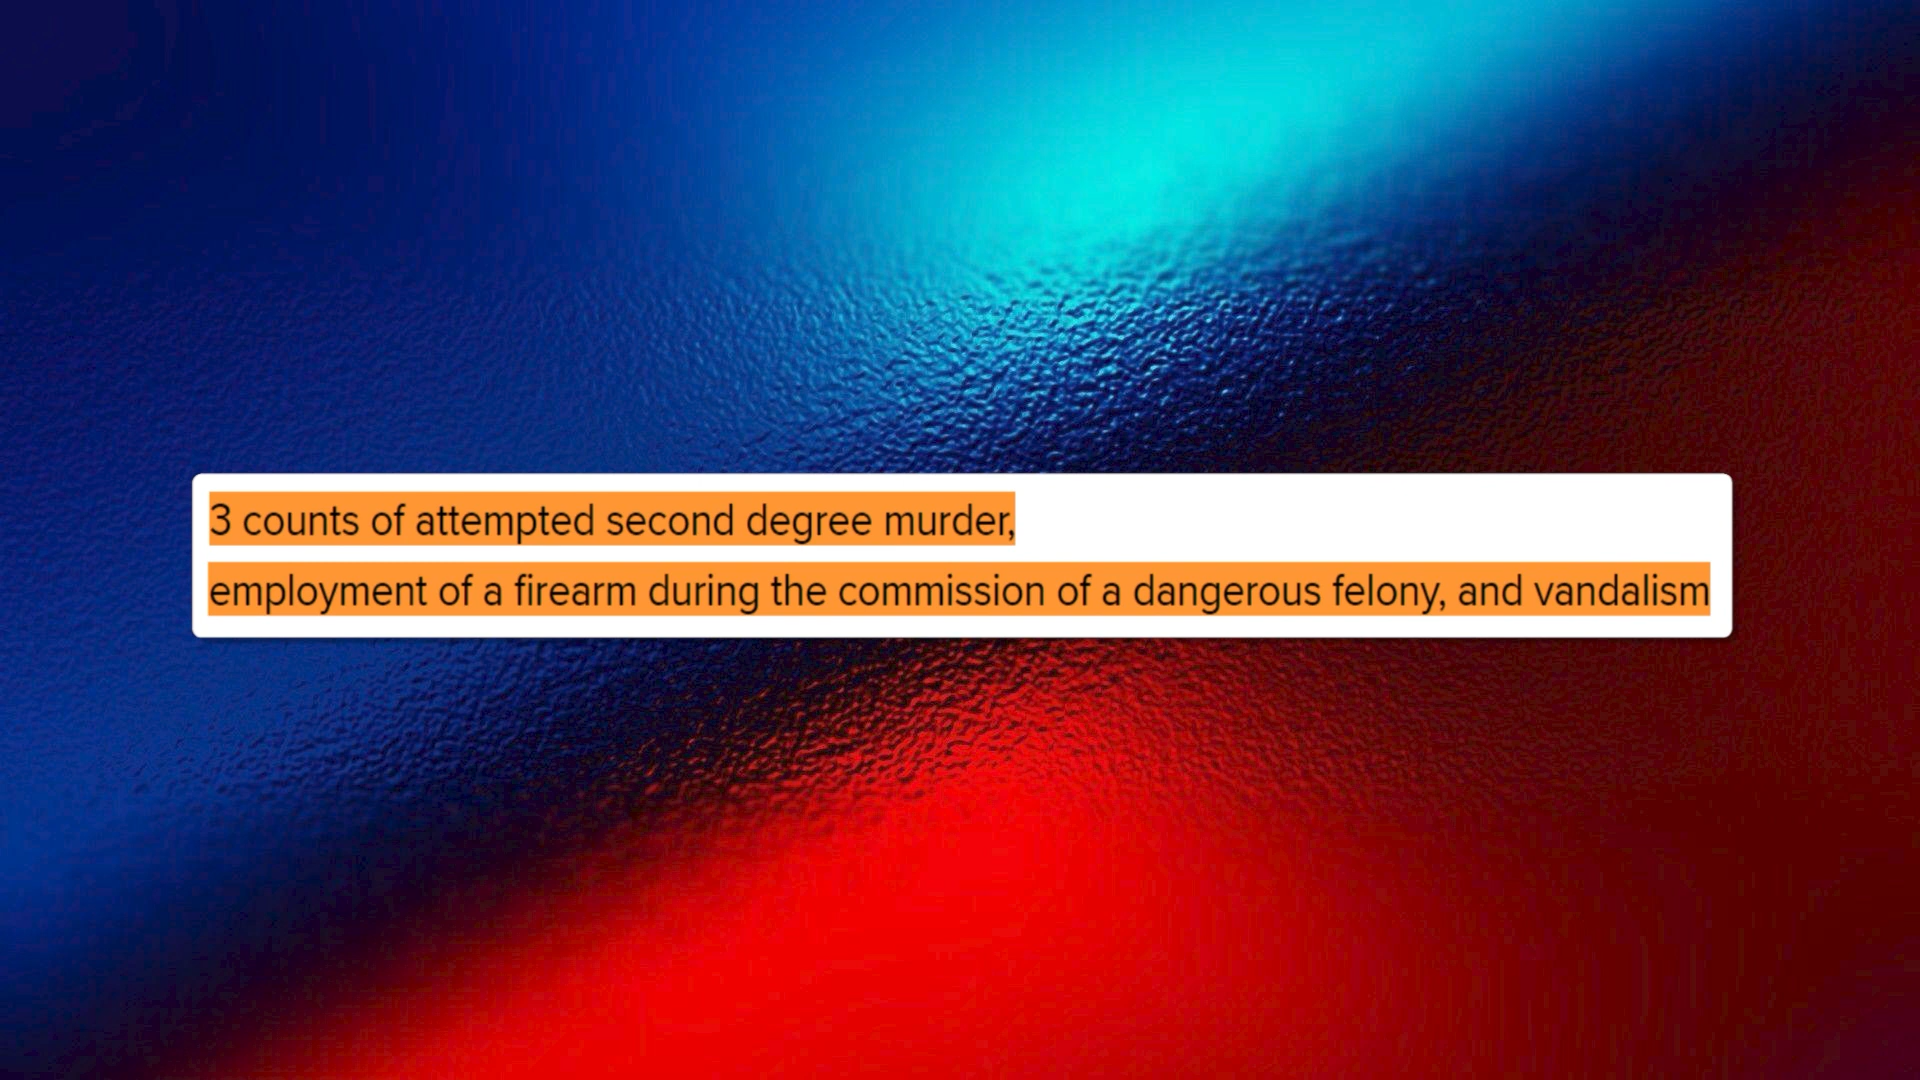 3 counts of attempted second degree murder,
employment of a firearm during the commission of a dangerous felony, and vandalism